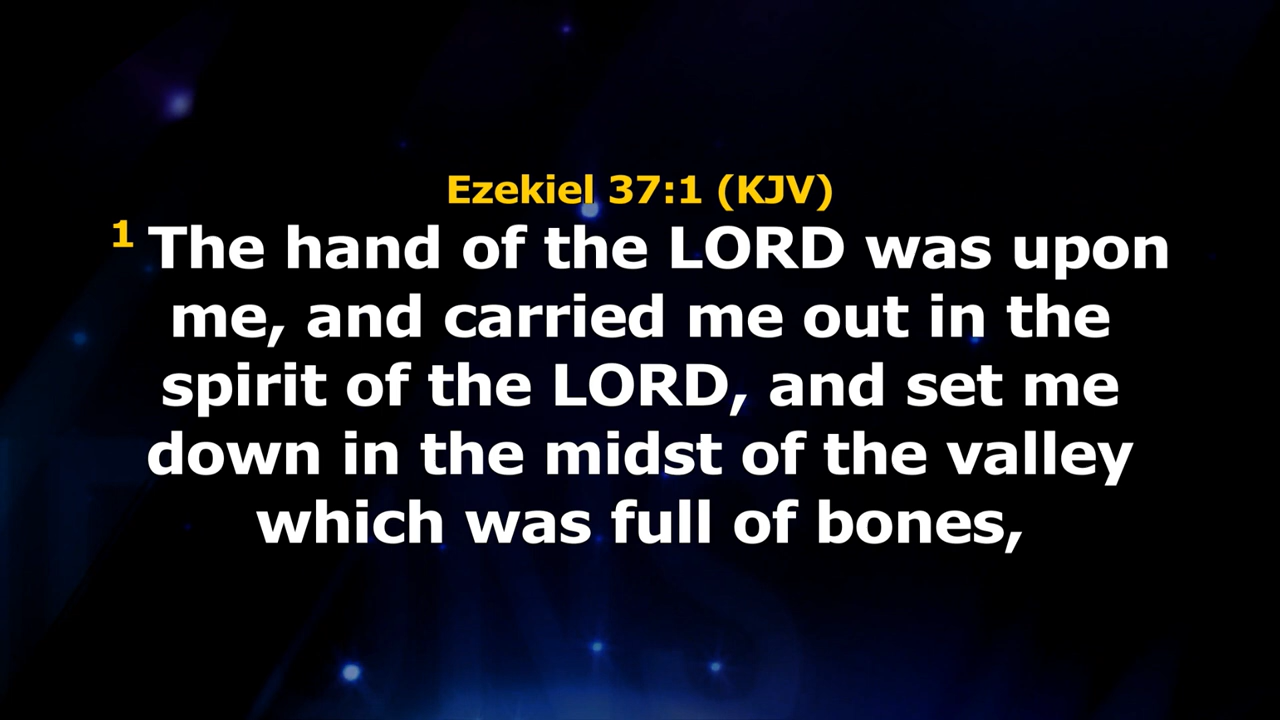 Ezekiel 37:1 (KJV)
1 The hand of the LORD was upon
me, and carried me out in the
spirit of the LORD, and set me
down in the midst of the valley
which was full of bones,